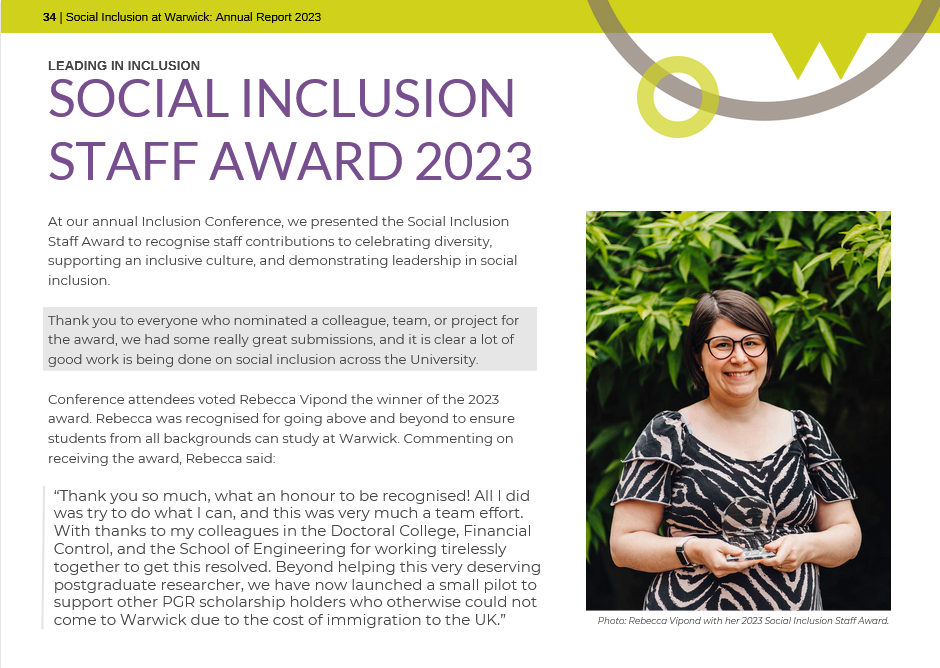 34 | Social Inclusion at Warwick: Annual Report 2023
LEADING IN INCLUSION
SOCIAL INCLUSION
STAFF AWARD 2023
At our annual Inclusion Conference, we presented the Social Inclusion
Staff Award to recognise staff contributions to celebrating diversity,
supporting an inclusive culture, and demonstrating leadership in social
inclusion.
Thank you to everyone who nominated a colleague, team, or project for
the award, we had some really great submissions, and it is clear a lot of
good work is being done on social inclusion across the University.
Conference attendees voted Rebecca Vipond the winner of the 2023
award. Rebecca was recognised for going above and beyond to ensure
students from all backgrounds can study at Warwick. Commenting on
receiving the award, Rebecca said:
“Thank you so much, what an honour to be recognised! All I did
was try to do what I can, and this was very much a team effort.
With thanks to my colleagues in the Doctoral College, Financial
Control, and the School of Engineering for working tirelessly
together to get this resolved. Beyond helping this very deserving
postgraduate researcher, we have now launched a small pilot to
support other PGR scholarship holders who otherwise could not
come to Warwick due to the cost of immigration to the UK.”
Photo: Rebecca Vipond with her 2023 Social Inclusion Staff Award.